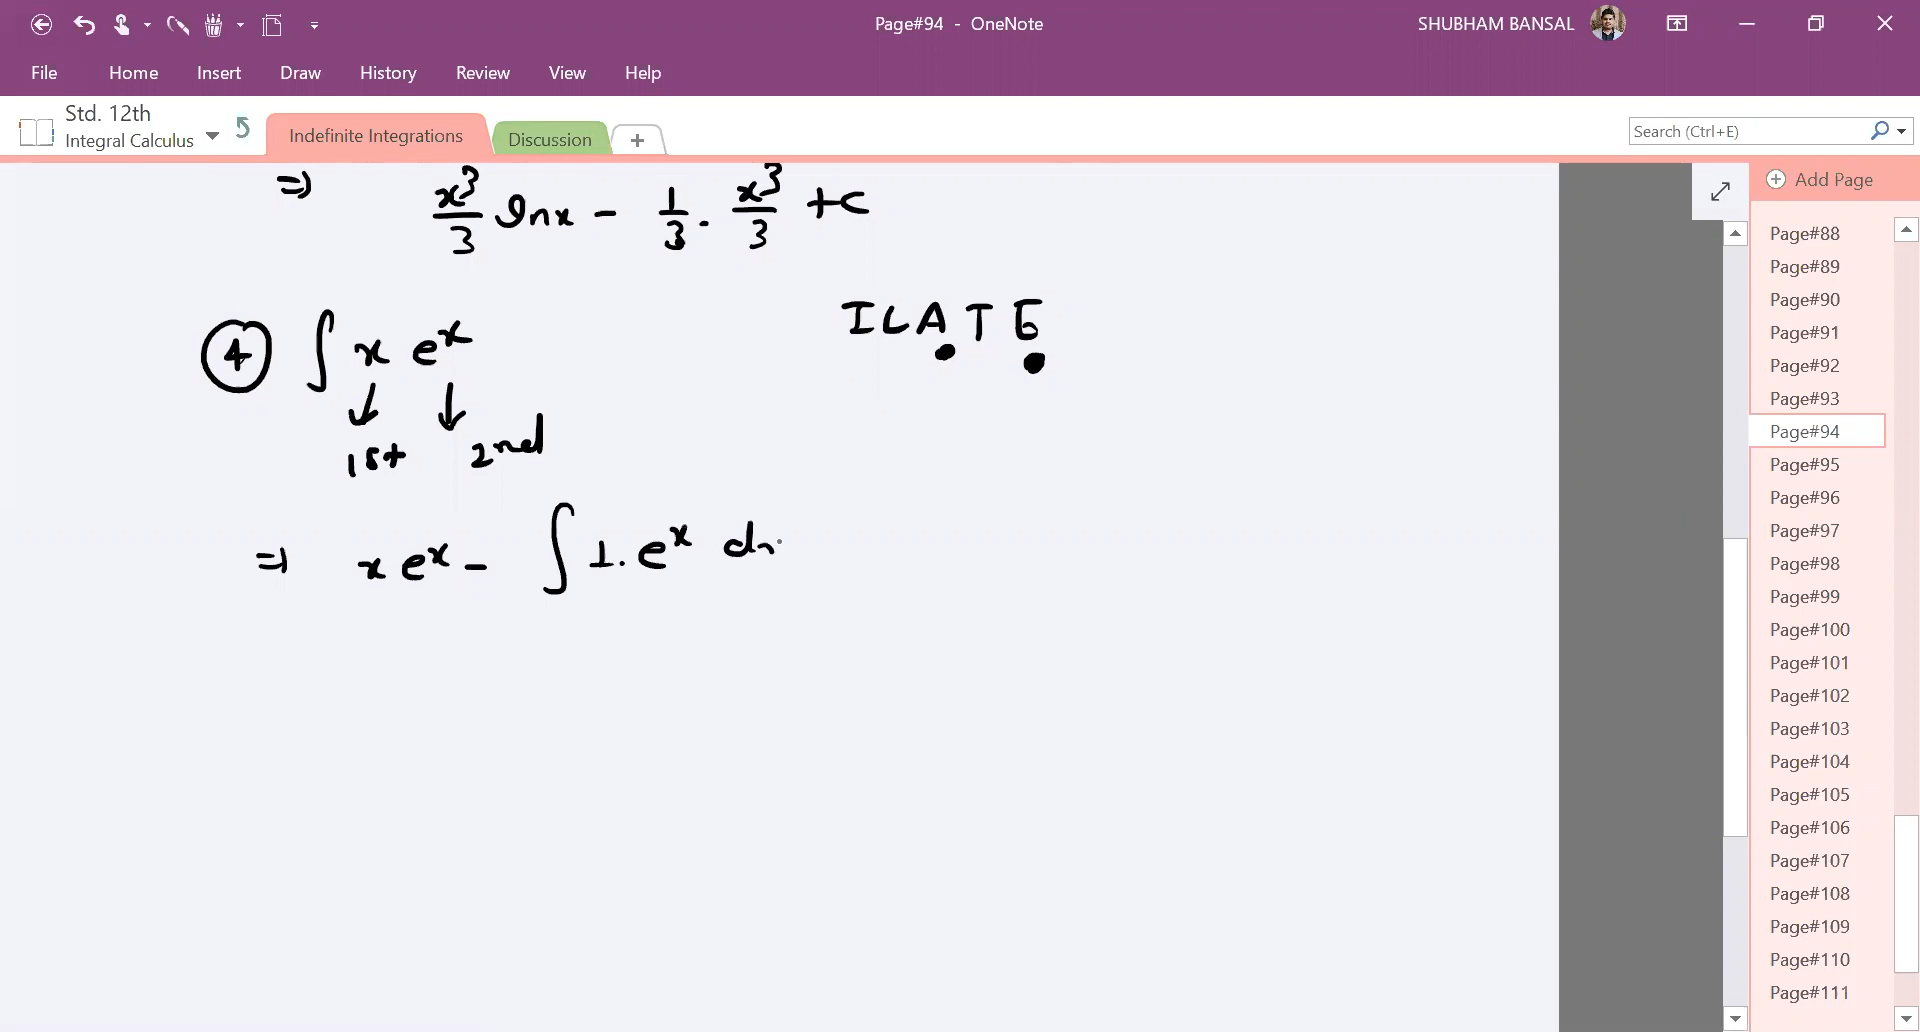 Page#94 - OneNote
SHUBHAM BANSAL
File Home Insert Draw History Review View Help
Std. 12th
Integral Calculus
Indefinite Integrations
Discussion
+
Search (Ctrl+E)
Add Page
⇒ x³/3 lnx - 1/3 . x³/3 + c
④ ∫ x eˣ
ILATE
↓ ↓
1st 2nd
⇒ x eˣ - ∫ 1. eˣ dx
Page#88
Page#89
Page#90
Page#91
Page#92
Page#93
Page#94
Page#95
Page#96
Page#97
Page#98
Page#99
Page#100
Page#101
Page#102
Page#103
Page#104
Page#105
Page#106
Page#107
Page#108
Page#109
Page#110
Page#111